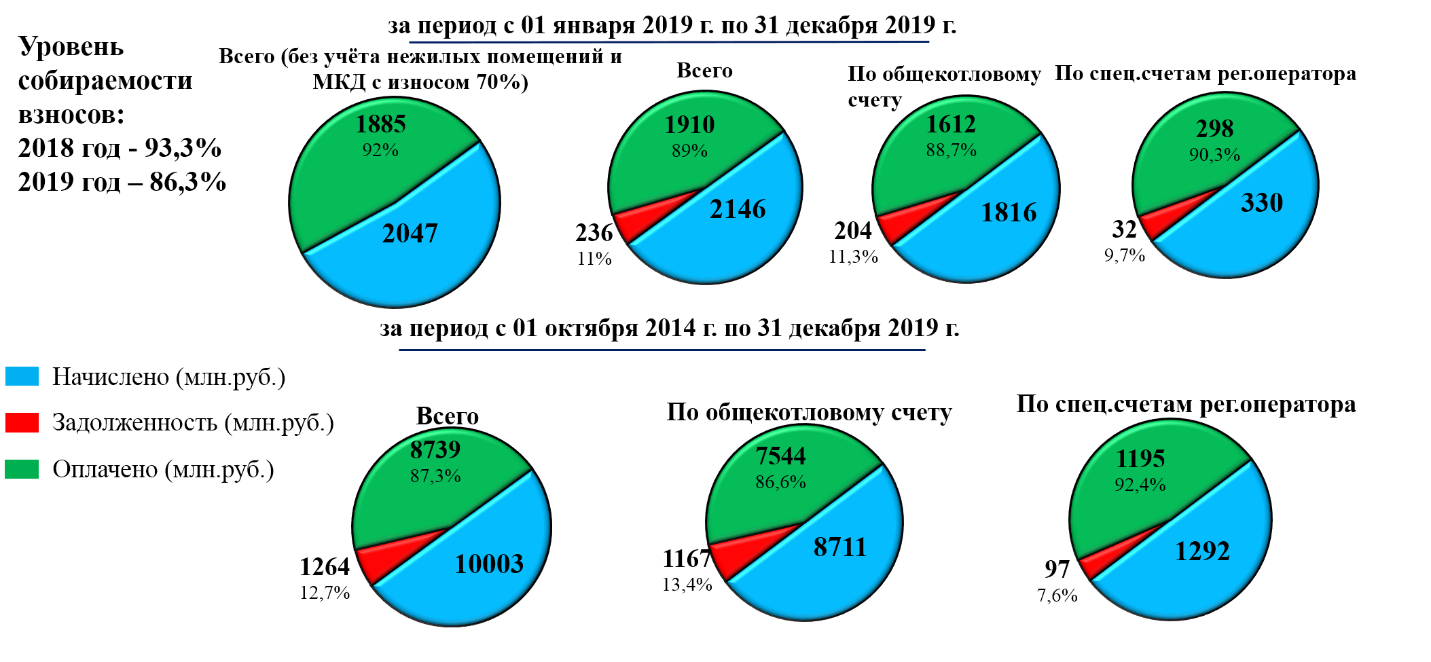 за период с 01 января 2019 г. по 31 декабря 2019 г.
Уровень
собираемости
взносов:
2018 год - 93,3%
2019 год – 86,3%
Всего (без учёта нежилых помещений и
МКД с износом 70%)
1885
92%
2047
Всего
1910
89%
2146
236
11%
По общекотловому
счету
1612
88,7%
1816
204
11,3%
По спец.счетам рег.оператора
298
90,3%
330
32
9,7%
за период с 01 октября 2014 г. по 31 декабря 2019 г.
Начислено (млн.руб.)
Задолженность (млн.руб.)
Оплачено (млн.руб.)
Всего
8739
87,3%
10003
1264
12,7%
По общекотловому счету
7544
86,6%
8711
1167
13,4%
По спец.счетам рег.оператора
1195
92,4%
1292
97
7,6%